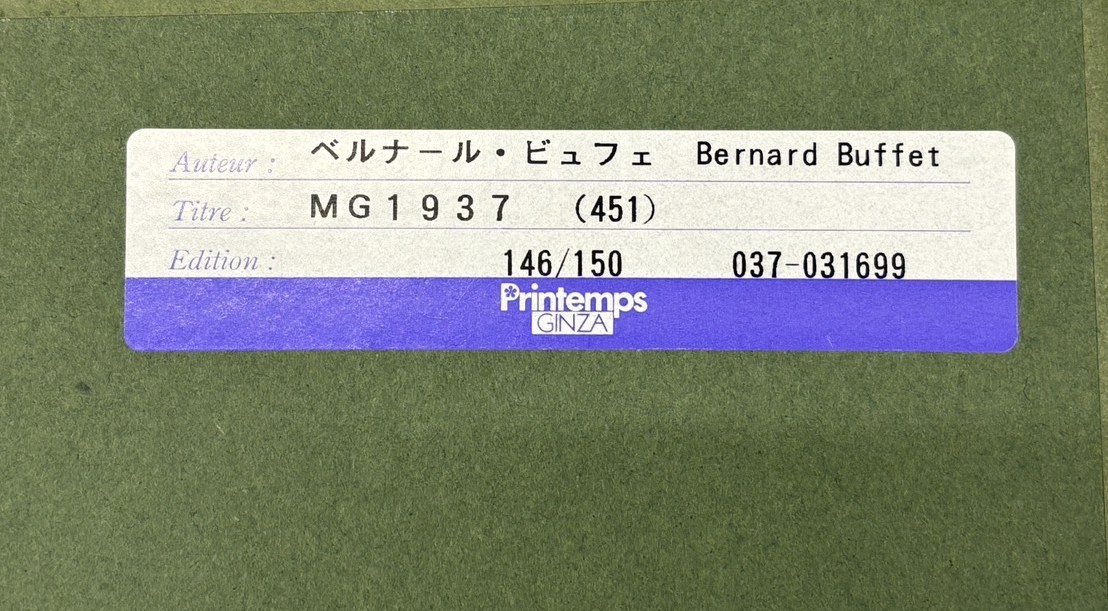 Auteur : ベルナール・ビュフェ Bernard Buffet
Titre : MG1937 (451)
Edition : 146/150 037-031699
Printemps
GINZA